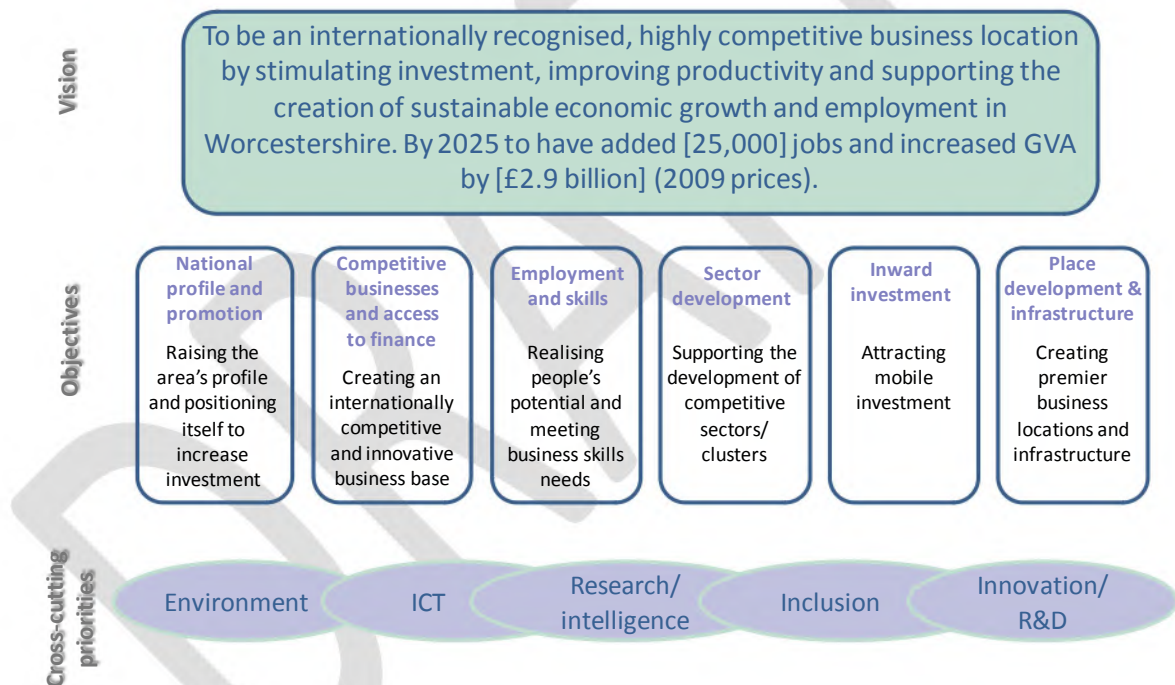 Vision
To be an internationally recognised, highly competitive business location
by stimulating investment, improving productivity and supporting the
creation of sustainable economic growth and employment in
Worcestershire. By 2025 to have added [25,000] jobs and increased GVA
by [£2.9 billion] (2009 prices).
Objectives
National
profile and
promotion
Raising the
area's profile
and positioning
itself to
increase
investment
Competitive
businesses
and access
to finance
Creating an
internationally
competitive
and innovative
business base
Employment
and skills
Realising
people's
potential and
meeting
business skills
needs
Sector
development
Supporting the
development of
competitive
sectors/
clusters
Inward
investment
Attracting
mobile
investment
Place
development &
infrastructure
Creating
premier
business
locations and
infrastructure
Cross-cutting
priorities
Environment
ICT
Research/
intelligence
Inclusion
Innovation/
R&D